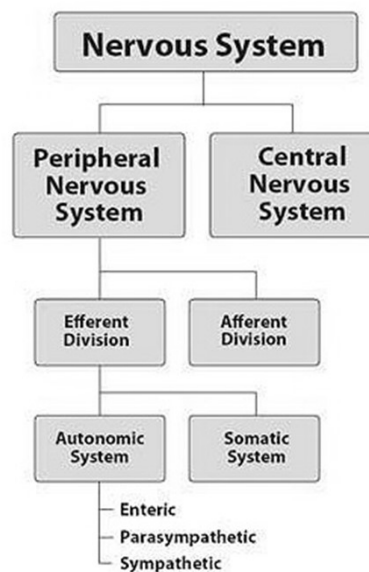 Nervous System
Peripheral
Nervous
System
Central
Nervous
System
Efferent
Division
Afferent
Division
Autonomic
System
Somatic
System
Enteric
Parasympathetic
Sympathetic